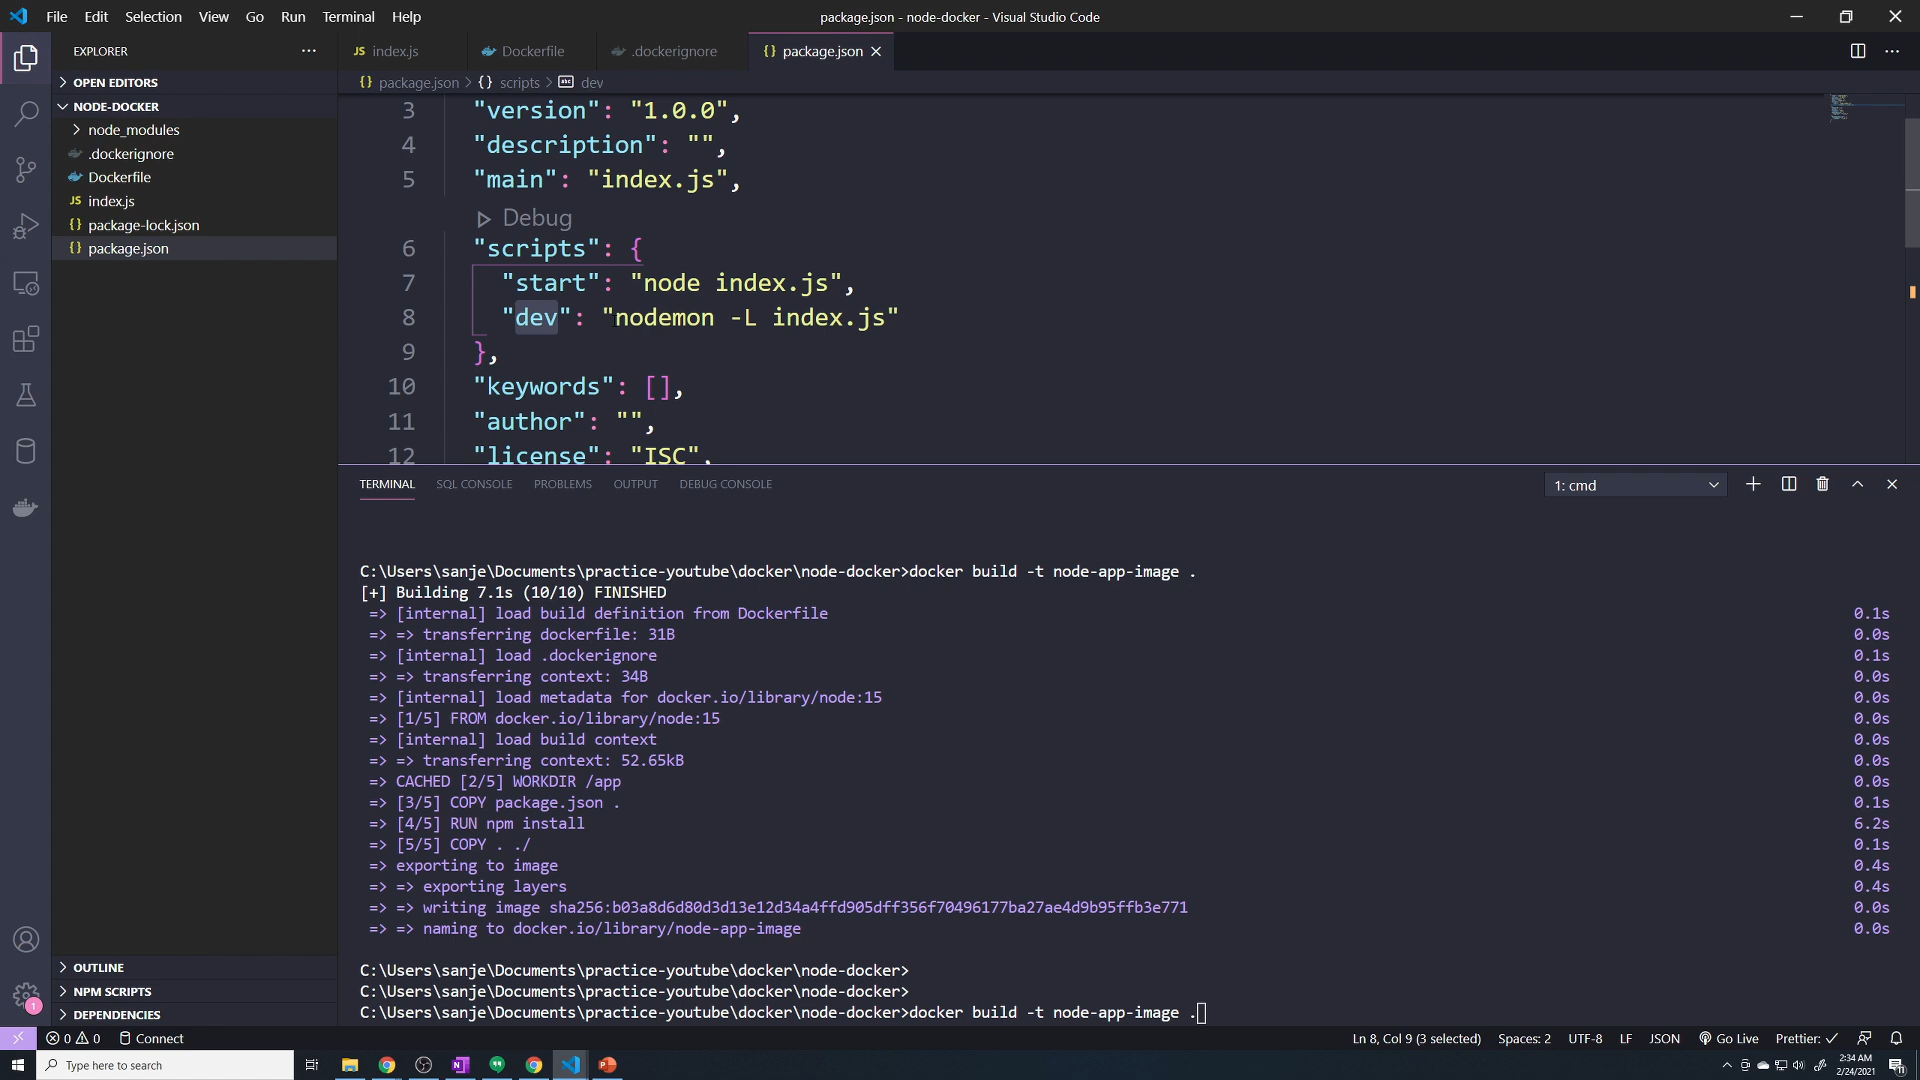 File Edit Selection View Go Run Terminal Help
package.json - node-docker - Visual Studio Code
EXPLORER
OPEN EDITORS
NODE-DOCKER
node_modules
.dockerignore
Dockerfile
JS index.js
{} package-lock.json
{} package.json
OUTLINE
NPM SCRIPTS
DEPENDENCIES
JS index.js
Dockerfile
.dockerignore
{} package.json
{} package.json > {} scripts > abc dev
3 "version": "1.0.0",
4 "description": "",
5 "main": "index.js",
Debug
6 "scripts": {
7 "start": "node index.js",
8 "dev": "nodemon -L index.js"
9 },
10 "keywords": [],
11 "author": "",
12 "license": "ISC",
TERMINAL SQL CONSOLE PROBLEMS OUTPUT DEBUG CONSOLE
1: cmd
C:\Users\sanje\Documents\practice-youtube\docker\node-docker>docker build -t node-app-image .
[+] Building 7.1s (10/10) FINISHED
=> [internal] load build definition from Dockerfile 0.1s
=> => transferring dockerfile: 31B 0.0s
=> [internal] load .dockerignore 0.1s
=> => transferring context: 34B 0.0s
=> [internal] load metadata for docker.io/library/node:15 0.0s
=> [1/5] FROM docker.io/library/node:15 0.0s
=> [internal] load build context 0.0s
=> => transferring context: 52.65kB 0.0s
=> CACHED [2/5] WORKDIR /app 0.0s
=> [3/5] COPY package.json . 0.1s
=> [4/5] RUN npm install 6.2s
=> [5/5] COPY . ./ 0.1s
=> exporting to image 0.4s
=> => exporting layers 0.4s
=> => writing image sha256:b03a8d6d80d3d13e12d34a4ffd905dff356f70496177ba27ae4d9b95ffb3e771 0.0s
=> => naming to docker.io/library/node-app-image 0.0s
C:\Users\sanje\Documents\practice-youtube\docker\node-docker>
C:\Users\sanje\Documents\practice-youtube\docker\node-docker>
C:\Users\sanje\Documents\practice-youtube\docker\node-docker>docker build -t node-app-image .
1
0 0 Connect
Ln 8, Col 9 (3 selected) Spaces: 2 UTF-8 LF JSON Go Live Prettier: ✓
Type here to search
2:34 AM
2/24/2021